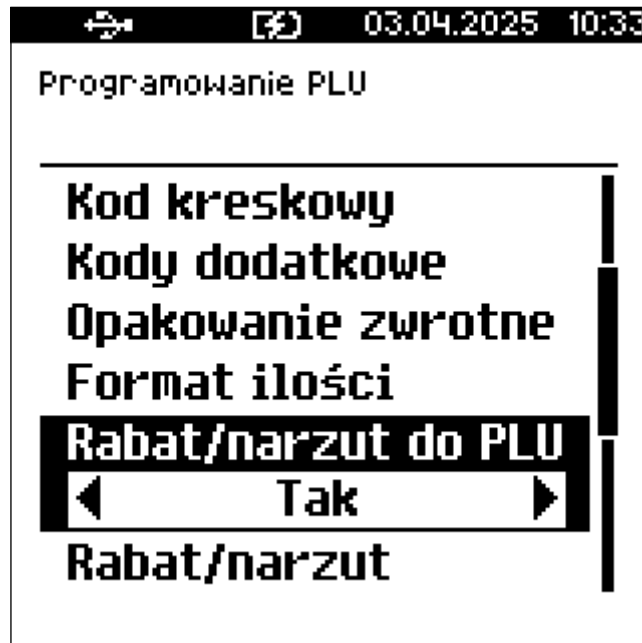 03.04.2025 10:33
Programowanie PLU
Kod kreskowy
Kody dodatkowe
Opakowanie zwrotne
Format ilości
Rabat/narzut do PLU
Tak
Rabat/narzut